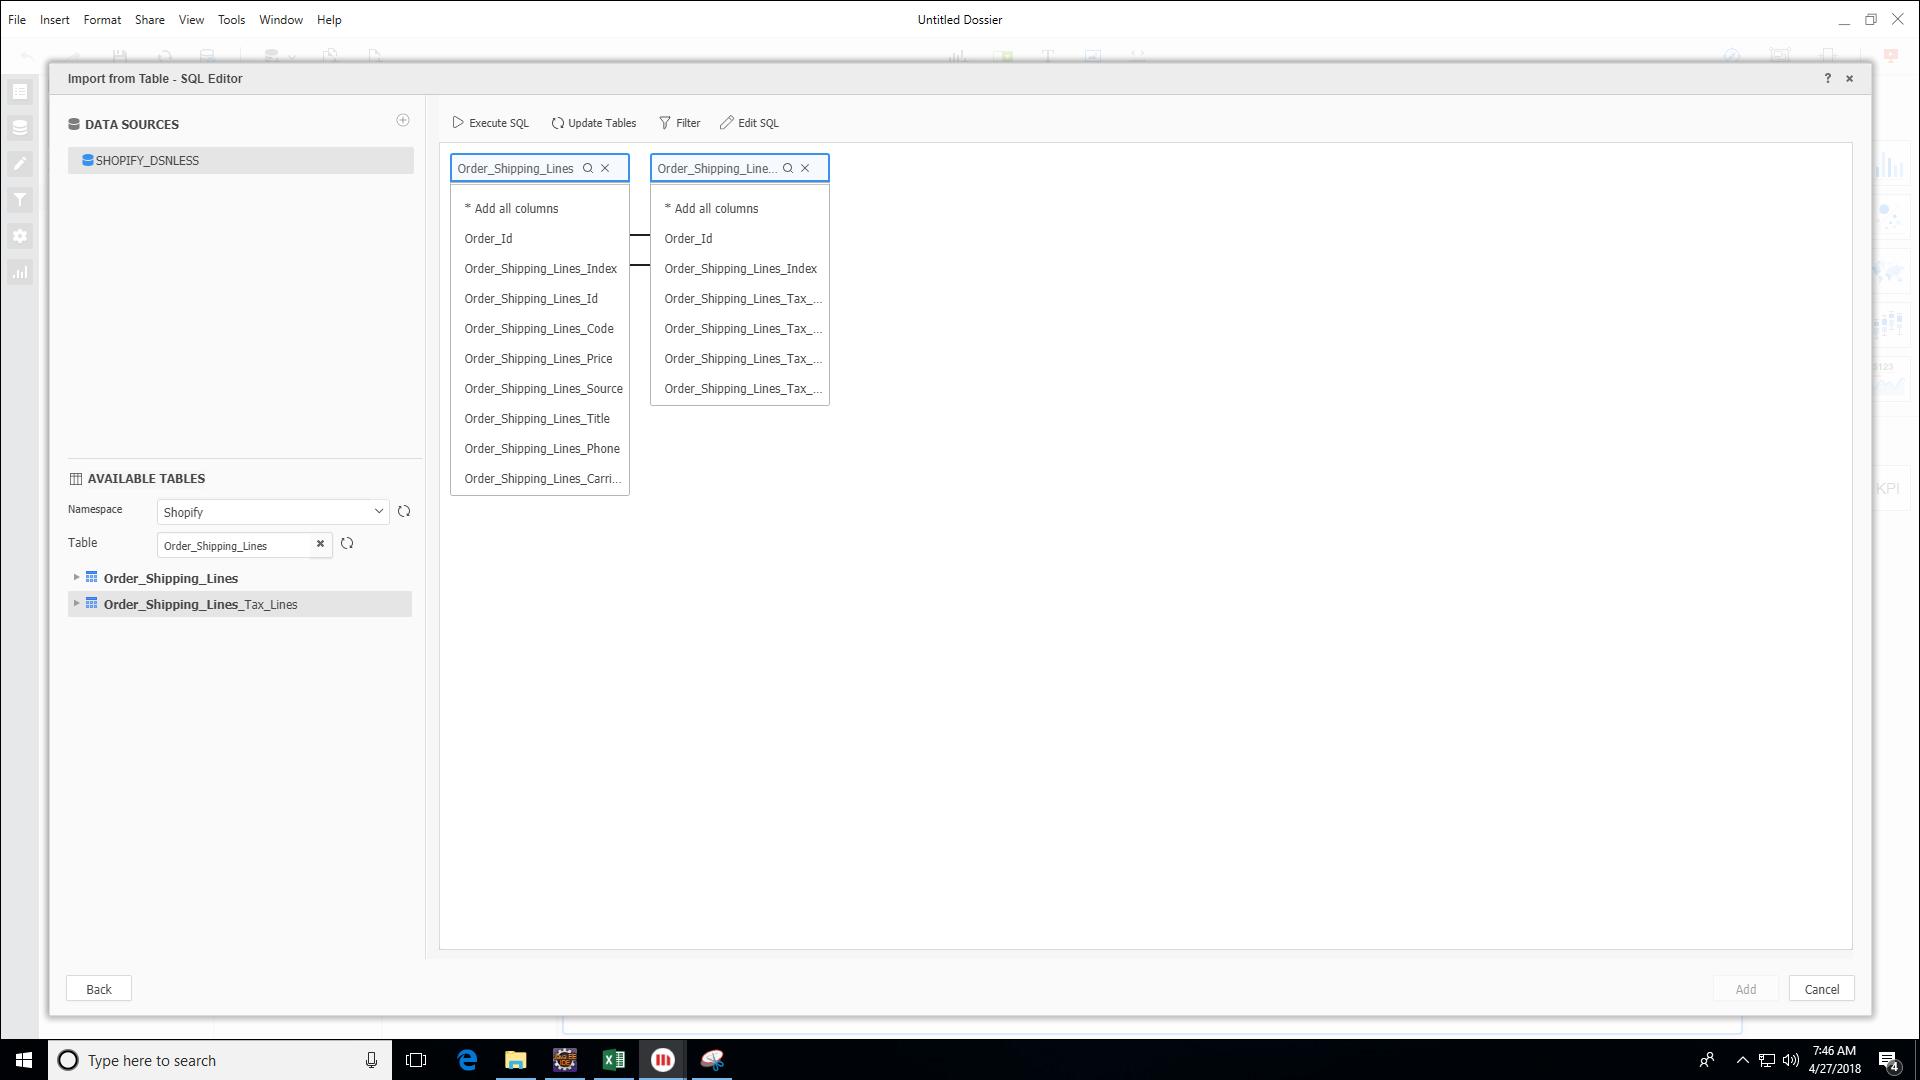 File Insert Format Share View Tools Window Help
Untitled Dossier
Import from Table - SQL Editor
? ×
DATA SOURCES
SHOPIFY_DSNLESS
Execute SQL Update Tables Filter Edit SQL
Order_Shipping_Lines
* Add all columns
Order_Id
Order_Shipping_Lines_Index
Order_Shipping_Lines_Id
Order_Shipping_Lines_Code
Order_Shipping_Lines_Price
Order_Shipping_Lines_Source
Order_Shipping_Lines_Title
Order_Shipping_Lines_Phone
Order_Shipping_Lines_Carri...
Order_Shipping_Line...
* Add all columns
Order_Id
Order_Shipping_Lines_Index
Order_Shipping_Lines_Tax_...
Order_Shipping_Lines_Tax_...
Order_Shipping_Lines_Tax_...
Order_Shipping_Lines_Tax_...
AVAILABLE TABLES
Namespace
Shopify
Table
Order_Shipping_Lines
Order_Shipping_Lines
Order_Shipping_Lines_Tax_Lines
KPI
Back
Add
Cancel
Type here to search
7:46 AM
4/27/2018
4